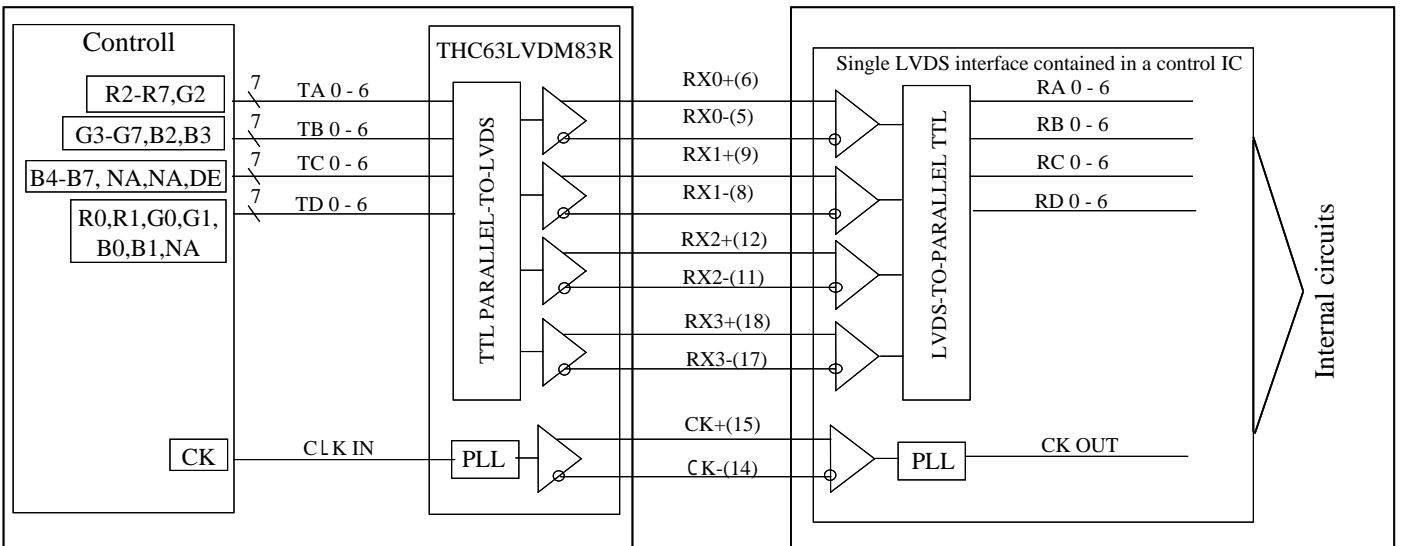 Controll
R2-R7,G2
G3-G7,B2,B3
B4-B7, NA,NA,DE
R0,R1,G0,G1,
B0,B1,NA
CK
7
TA 0 - 6
7
TB 0 - 6
7
TC 0 - 6
7
TD 0 - 6
CLK IN
THC63LVDM83R
TTL PARALLEL-TO-LVDS
PLL
RX0+(6)
RX0-(5)
RX1+(9)
RX1-(8)
RX2+(12)
RX2-(11)
RX3+(18)
RX3-(17)
CK+(15)
CK-(14)
Single LVDS interface contained in a control IC
LVDS-TO-PARALLEL TTL
PLL
RA 0 - 6
RB 0 - 6
RC 0 - 6
RD 0 - 6
CK OUT
Internal circuits